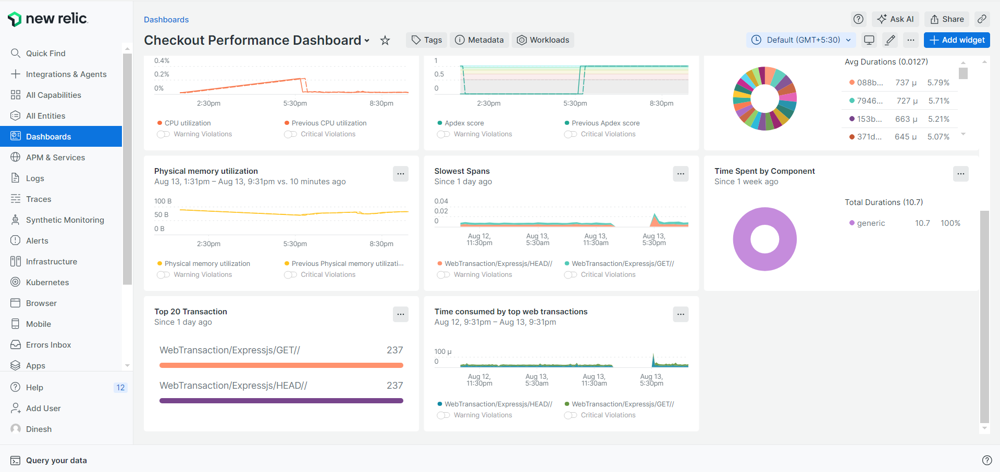 new relic
Quick Find
Integrations & Agents
All Capabilities
All Entities
Dashboards
APM & Services
Logs
Traces
Synthetic Monitoring
Alerts
Infrastructure
Kubernetes
Browser
Mobile
Errors Inbox
Apps
Help 12
Add User
Dinesh
Query your data
Dashboards
Ask AI
Share
Checkout Performance Dashboard
Tags
Metadata
Workloads
Default (GMT+5:30)
Add widget
0.4%
0.2%
0%
2:30pm 5:30pm 8:30pm
CPU utilization Previous CPU utilization
Warning Violations Critical Violations
1
0.5
0
2:30pm 5:30pm 8:30pm
Apdex score Previous Apdex score
Warning Violations Critical Violations
Avg Durations (0.0127)
088b... 737 µ 5.79%
7946... 727 µ 5.71%
153b... 663 µ 5.21%
371d... 645 µ 5.07%
Physical memory utilization
Aug 13, 1:31pm – Aug 13, 9:31pm vs. 10 minutes ago
100 B
50 B
0 B
2:30pm 5:30pm 8:30pm
Physical memory utilization Previous Physical memory utilizati...
Warning Violations Critical Violations
Slowest Spans
Since 1 day ago
0.04
0.02
0
Aug 12, Aug 13, Aug 13, Aug 13,
11:30pm 5:30am 11:30am 5:30pm
WebTransaction/Expressjs/HEAD// WebTransaction/Expressjs/GET//
Warning Violations Critical Violations
Time Spent by Component
Since 1 week ago
Total Durations (10.7)
generic 10.7 100%
Top 20 Transaction
Since 1 day ago
WebTransaction/Expressjs/GET// 237
WebTransaction/Expressjs/HEAD// 237
Time consumed by top web transactions
Aug 12, 9:31pm – Aug 13, 9:31pm
100 µ
0
Aug 12, Aug 13, Aug 13, Aug 13,
11:30pm 5:30am 11:30am 5:30pm
WebTransaction/Expressjs/HEAD// WebTransaction/Expressjs/GET//
Warning Violations Critical Violations